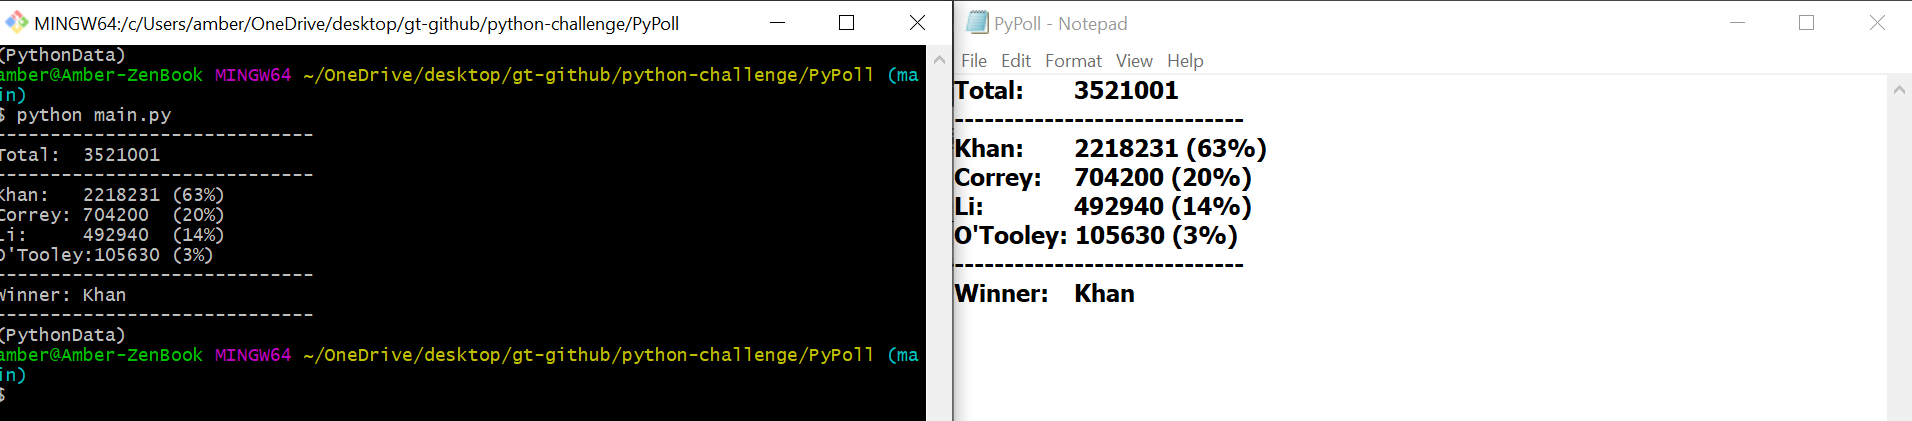 MINGW64:/c/Users/amber/OneDrive/desktop/gt-github/python-challenge/PyPoll
(PythonData)
amber@Amber-ZenBook MINGW64 ~/OneDrive/desktop/gt-github/python-challenge/PyPoll (ma
in)
$ python main.py
-----------------------------
Total:  3521001
-----------------------------
Khan:   2218231 (63%)
Correy: 704200  (20%)
Li:     492940  (14%)
O'Tooley:105630 (3%)
-----------------------------
Winner: Khan
-----------------------------
(PythonData)
amber@Amber-ZenBook MINGW64 ~/OneDrive/desktop/gt-github/python-challenge/PyPoll (ma
in)
$
PyPoll - Notepad
File Edit Format View Help
Total: 3521001
-----------------------------
Khan: 2218231 (63%)
Correy: 704200 (20%)
Li: 492940 (14%)
O'Tooley: 105630 (3%)
-----------------------------
Winner: Khan